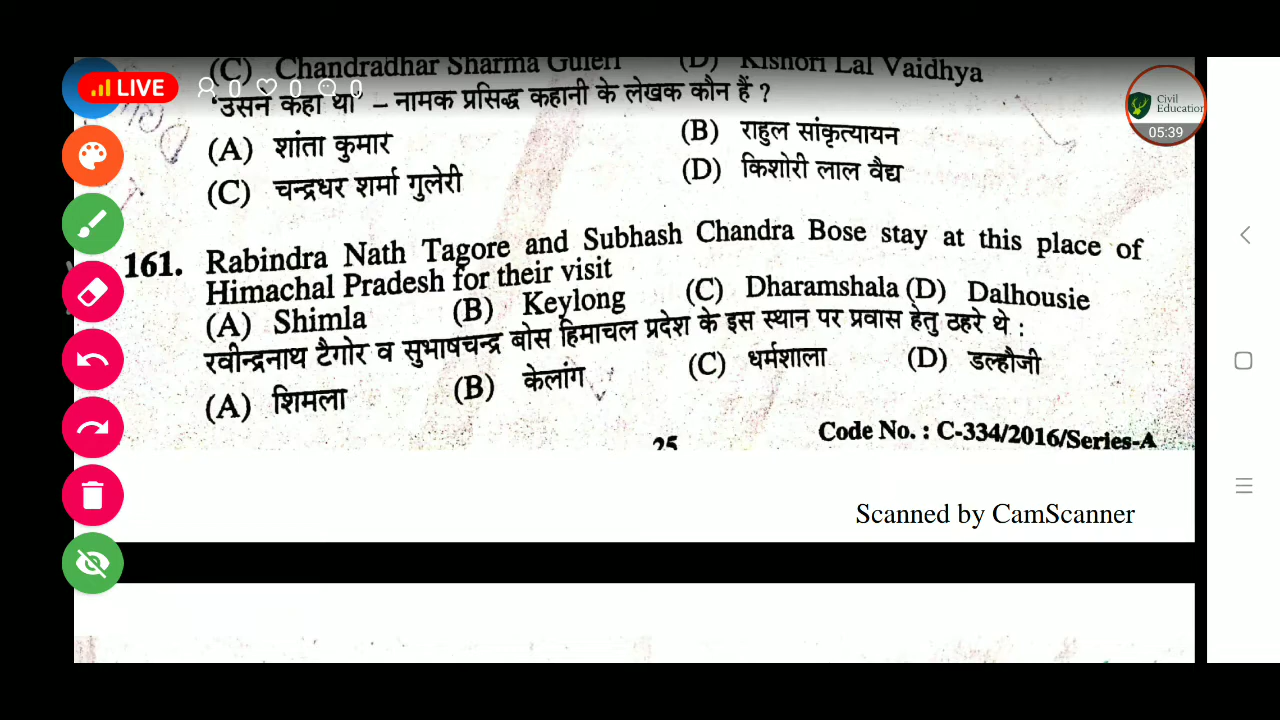 (C) Chandradhar Sharma Guleri (D) Kishori Lal Vaidhya
LIVE 0 0 0
'उसने कहा था' – नामक प्रसिद्ध कहानी के लेखक कौन हैं ?
Civil
Education
05:39
(A) शांता कुमार (B) राहुल सांकृत्यायन
(C) चन्द्रधर शर्मा गुलेरी (D) किशोरी लाल वैद्य
161. Rabindra Nath Tagore and Subhash Chandra Bose stay at this place of
Himachal Pradesh for their visit
(A) Shimla (B) Keylong (C) Dharamshala (D) Dalhousie
रवीन्द्रनाथ टैगोर व सुभाषचन्द्र बोस हिमाचल प्रदेश के इस स्थान पर प्रवास हेतु ठहरे थे :
(A) शिमला (B) केलांग (C) धर्मशाला (D) डल्हौजी
25 Code No. : C-334/2016/Series-A
Scanned by CamScanner